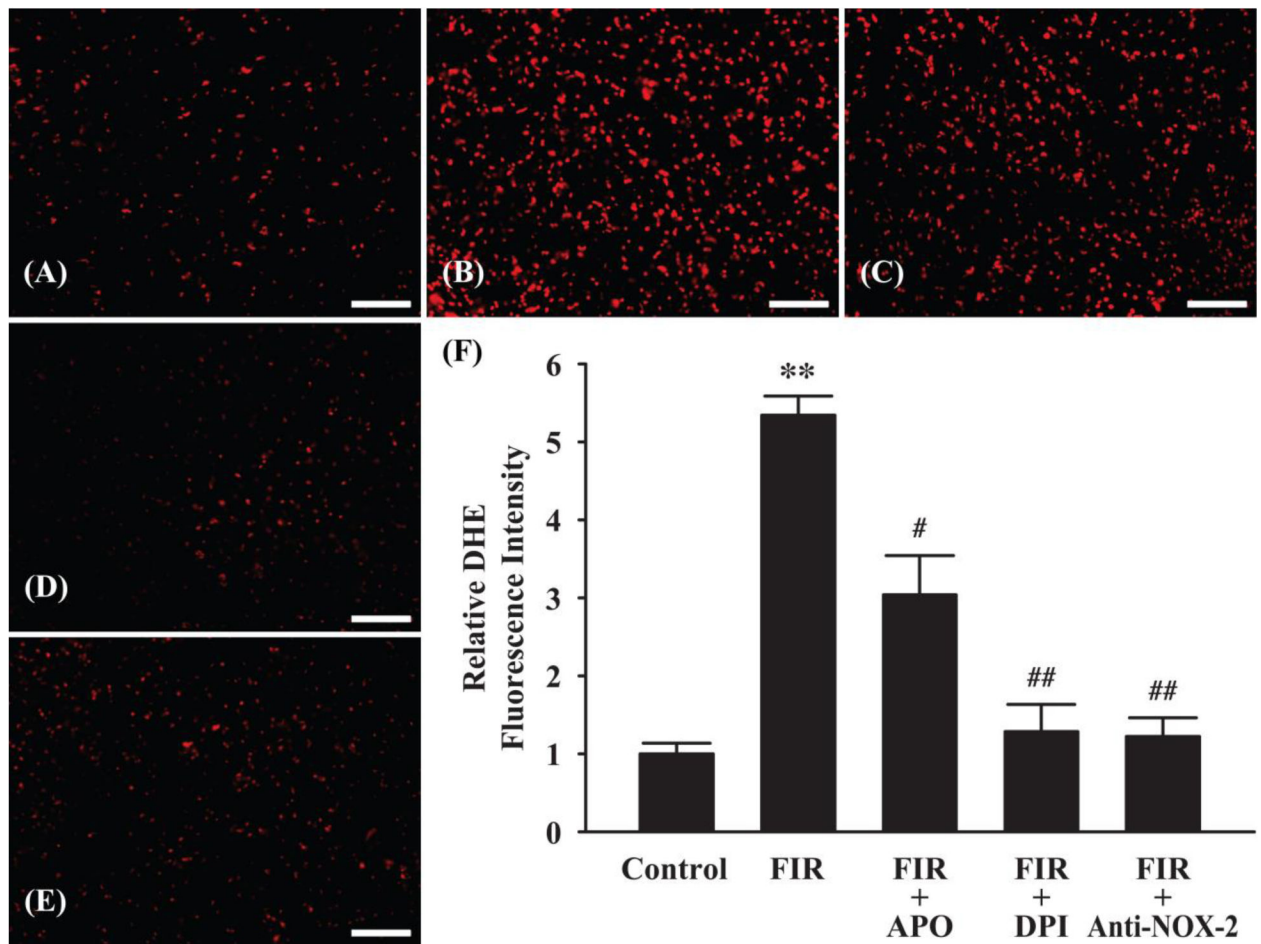 (A)
(B)
(C)
(D)
(E)
(F)
Relative DHE
Fluorescence Intensity
6
5
4
3
2
1
0
**
#
##
##
Control
FIR
FIR
+
APO
FIR
+
DPI
FIR
+
Anti-NOX-2